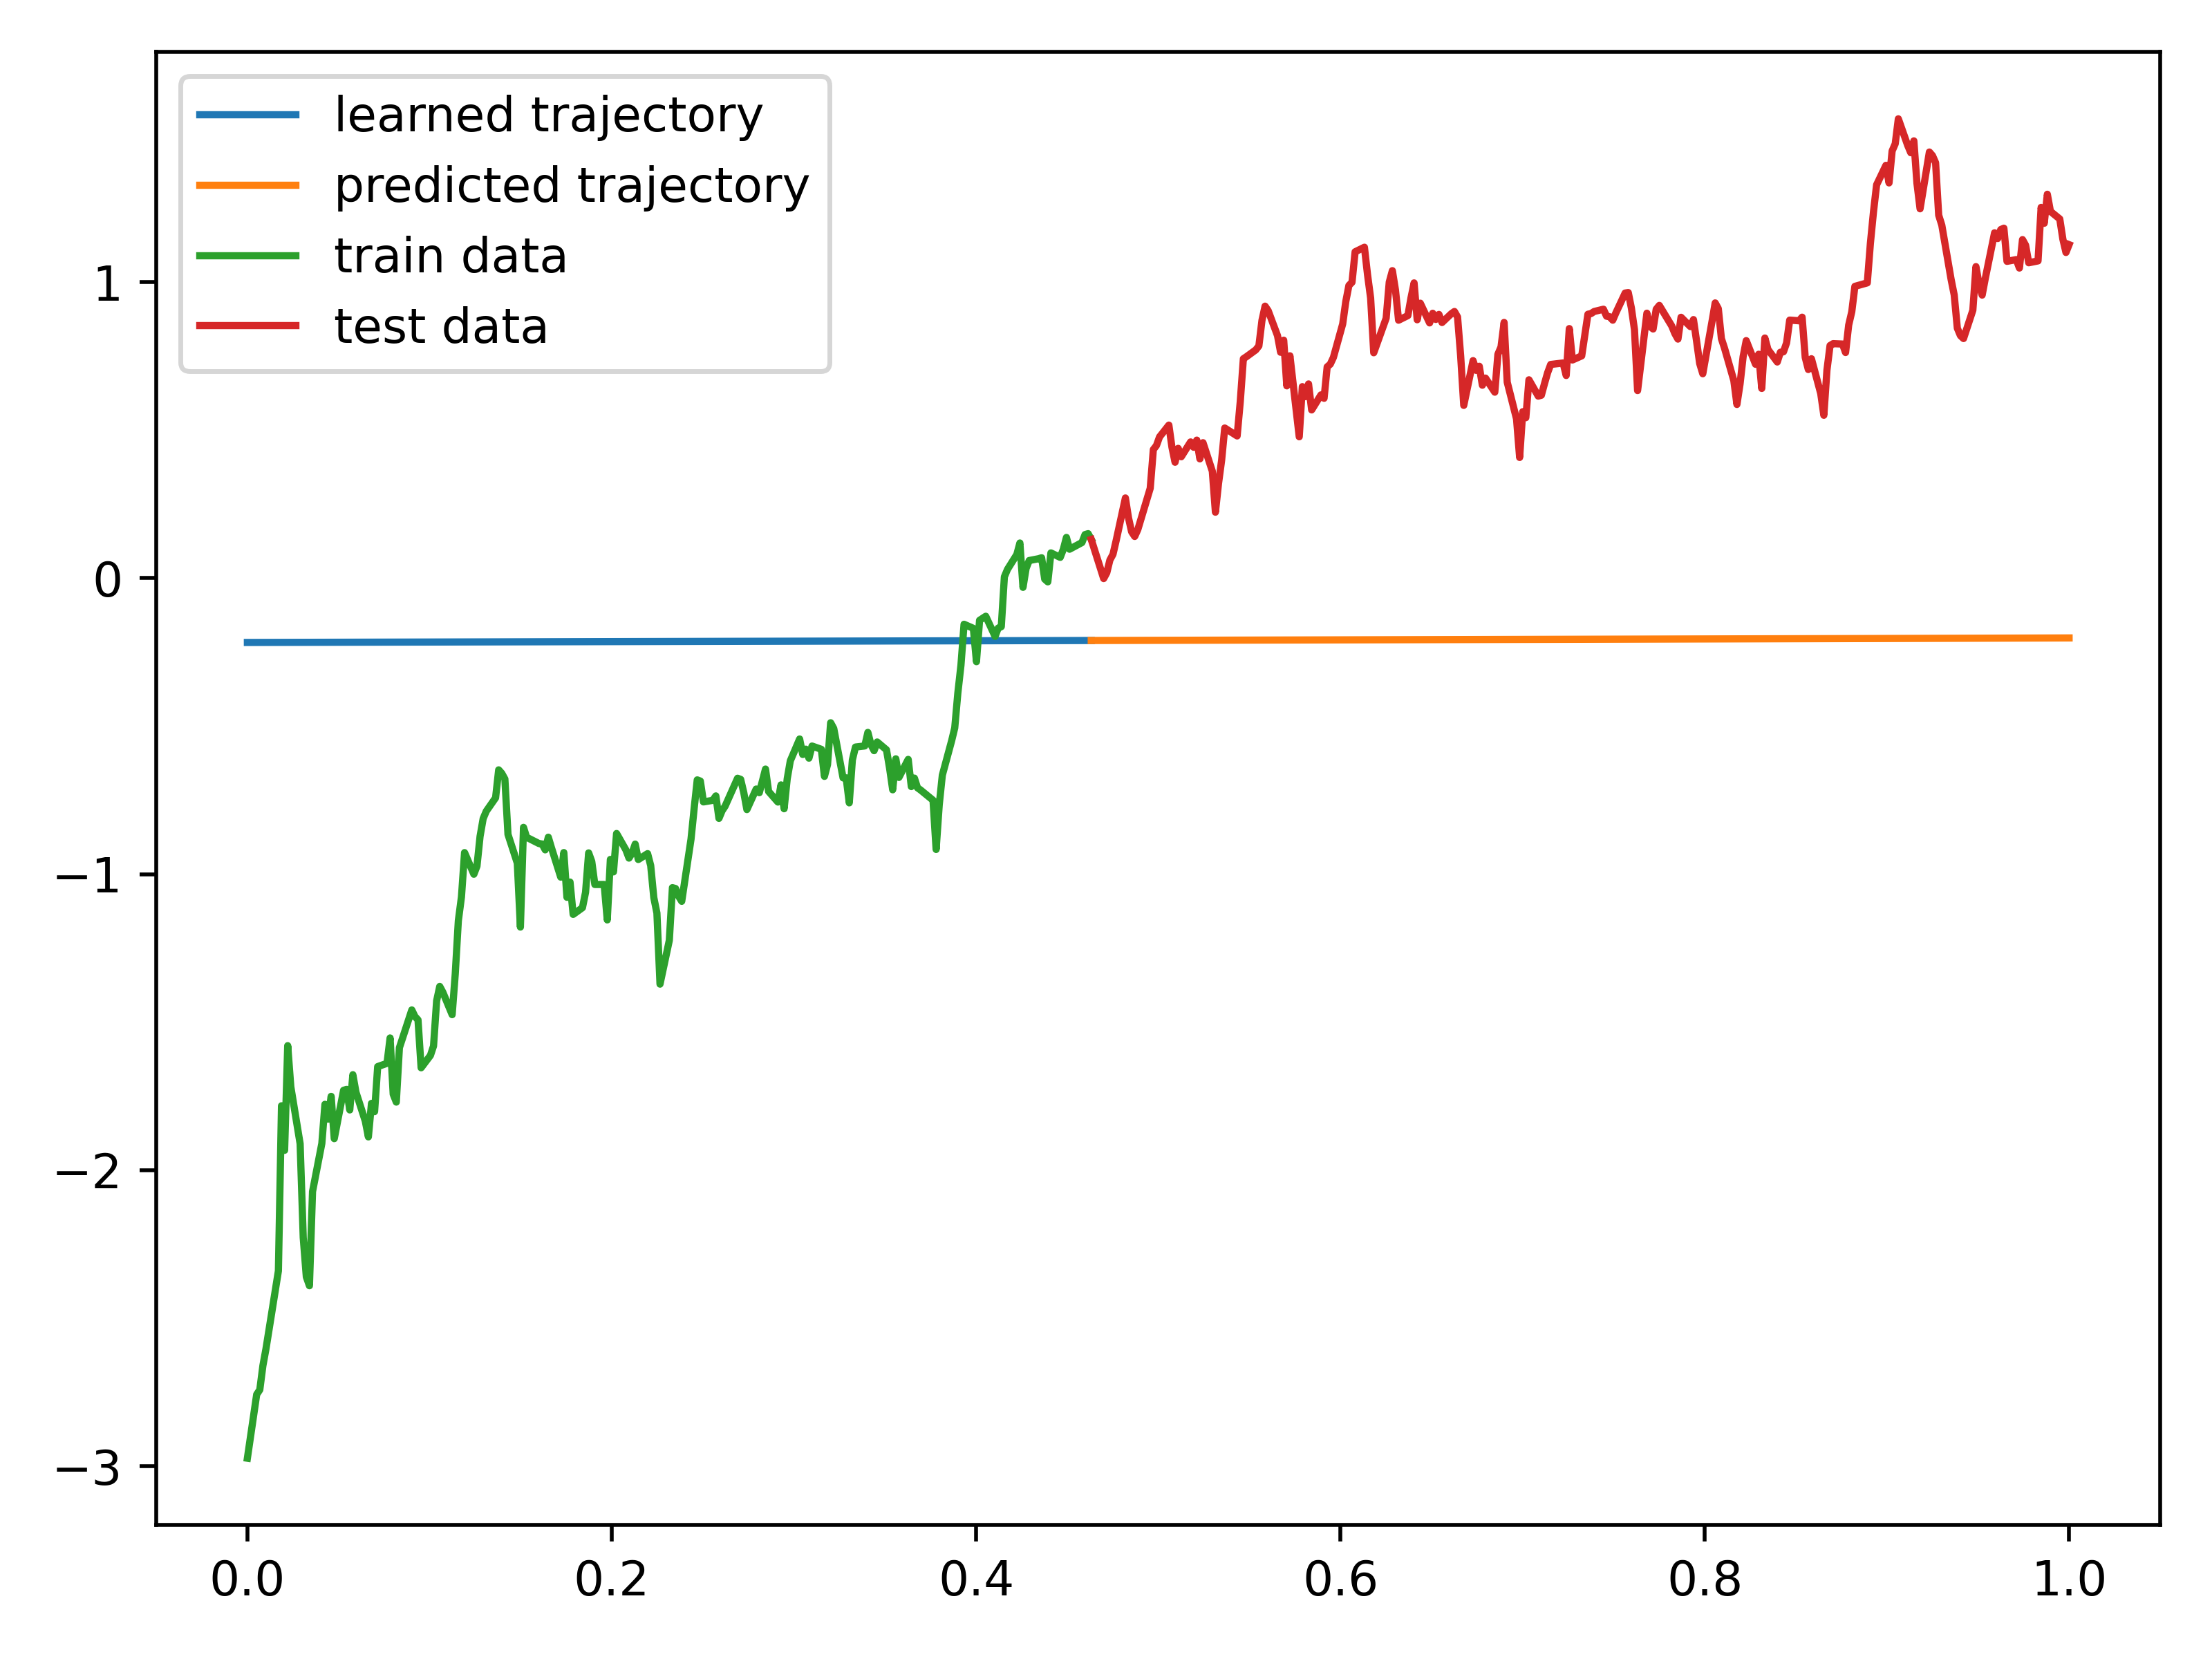 learned trajectory
predicted trajectory
train data
test data
1
0
−1
−2
−3
0.0 0.2 0.4 0.6 0.8 1.0